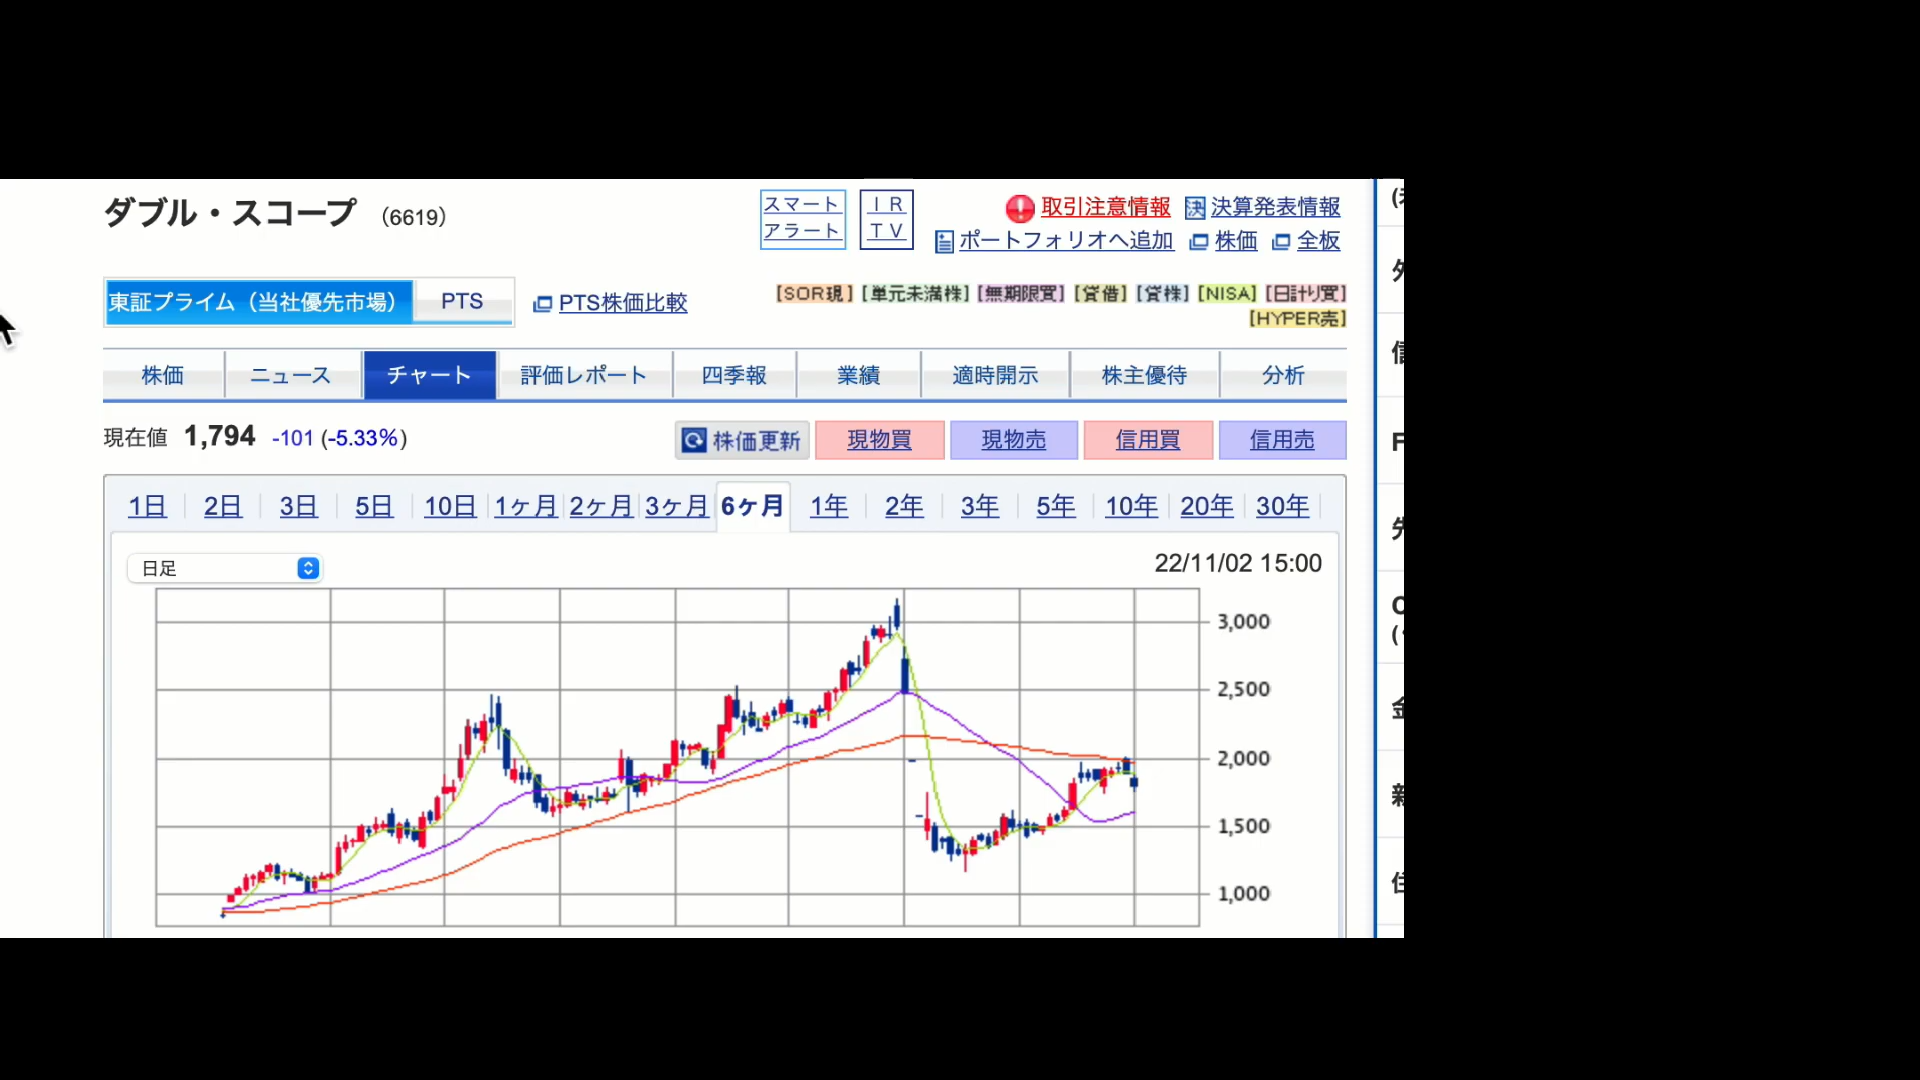 ダブル・スコープ (6619)
スマート
アラート
IR
TV
取引注意情報 決 決算発表情報
ポートフォリオへ追加 株価 全板
東証プライム（当社優先市場） PTS PTS株価比較
[SOR現] [単元未満株] [無期限買] [貸借] [貸株] [NISA] [日計り買]
[HYPER売]
株価 ニュース チャート 評価レポート 四季報 業績 適時開示 株主優待 分析
現在値 1,794 -101 (-5.33%) 株価更新 現物買 現物売 信用買 信用売
1日 2日 3日 5日 10日 1ヶ月 2ヶ月 3ヶ月 6ヶ月 1年 2年 3年 5年 10年 20年 30年
日足 22/11/02 15:00
3,000
2,500
2,000
1,500
1,000